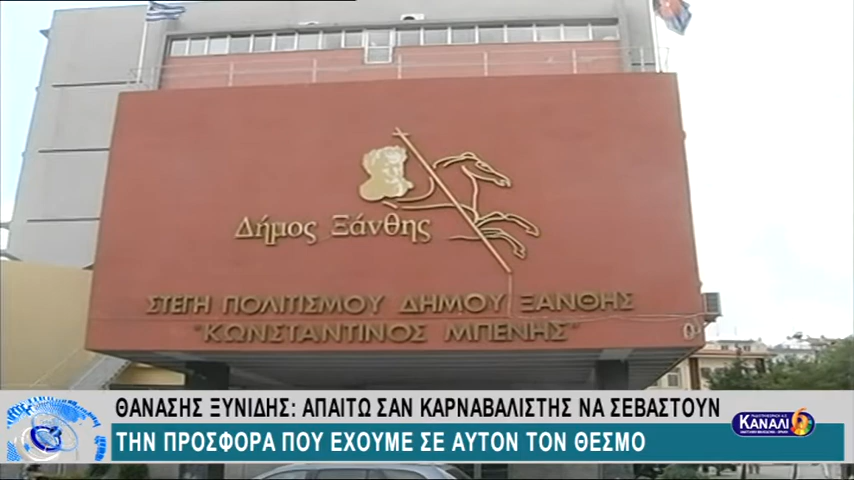 Δήμος Ξάνθης
ΣΤΕΓΗ ΠΟΛΙΤΙΣΜΟΥ ΔΗΜΟΥ ΞΑΝΘΗΣ
"ΚΩΝΣΤΑΝΤΙΝΟΣ ΜΠΕΝΗΣ"
ΘΑΝΑΣΗΣ ΞΥΝΙΔΗΣ: ΑΠΑΙΤΩ ΣΑΝ ΚΑΡΝΑΒΑΛΙΣΤΗΣ ΝΑ ΣΕΒΑΣΤΟΥΝ
ΤΗΝ ΠΡΟΣΦΟΡΑ ΠΟΥ ΕΧΟΥΜΕ ΣΕ ΑΥΤΟΝ ΤΟΝ ΘΕΣΜΟ
ΚΑΝΑΛΙ 6